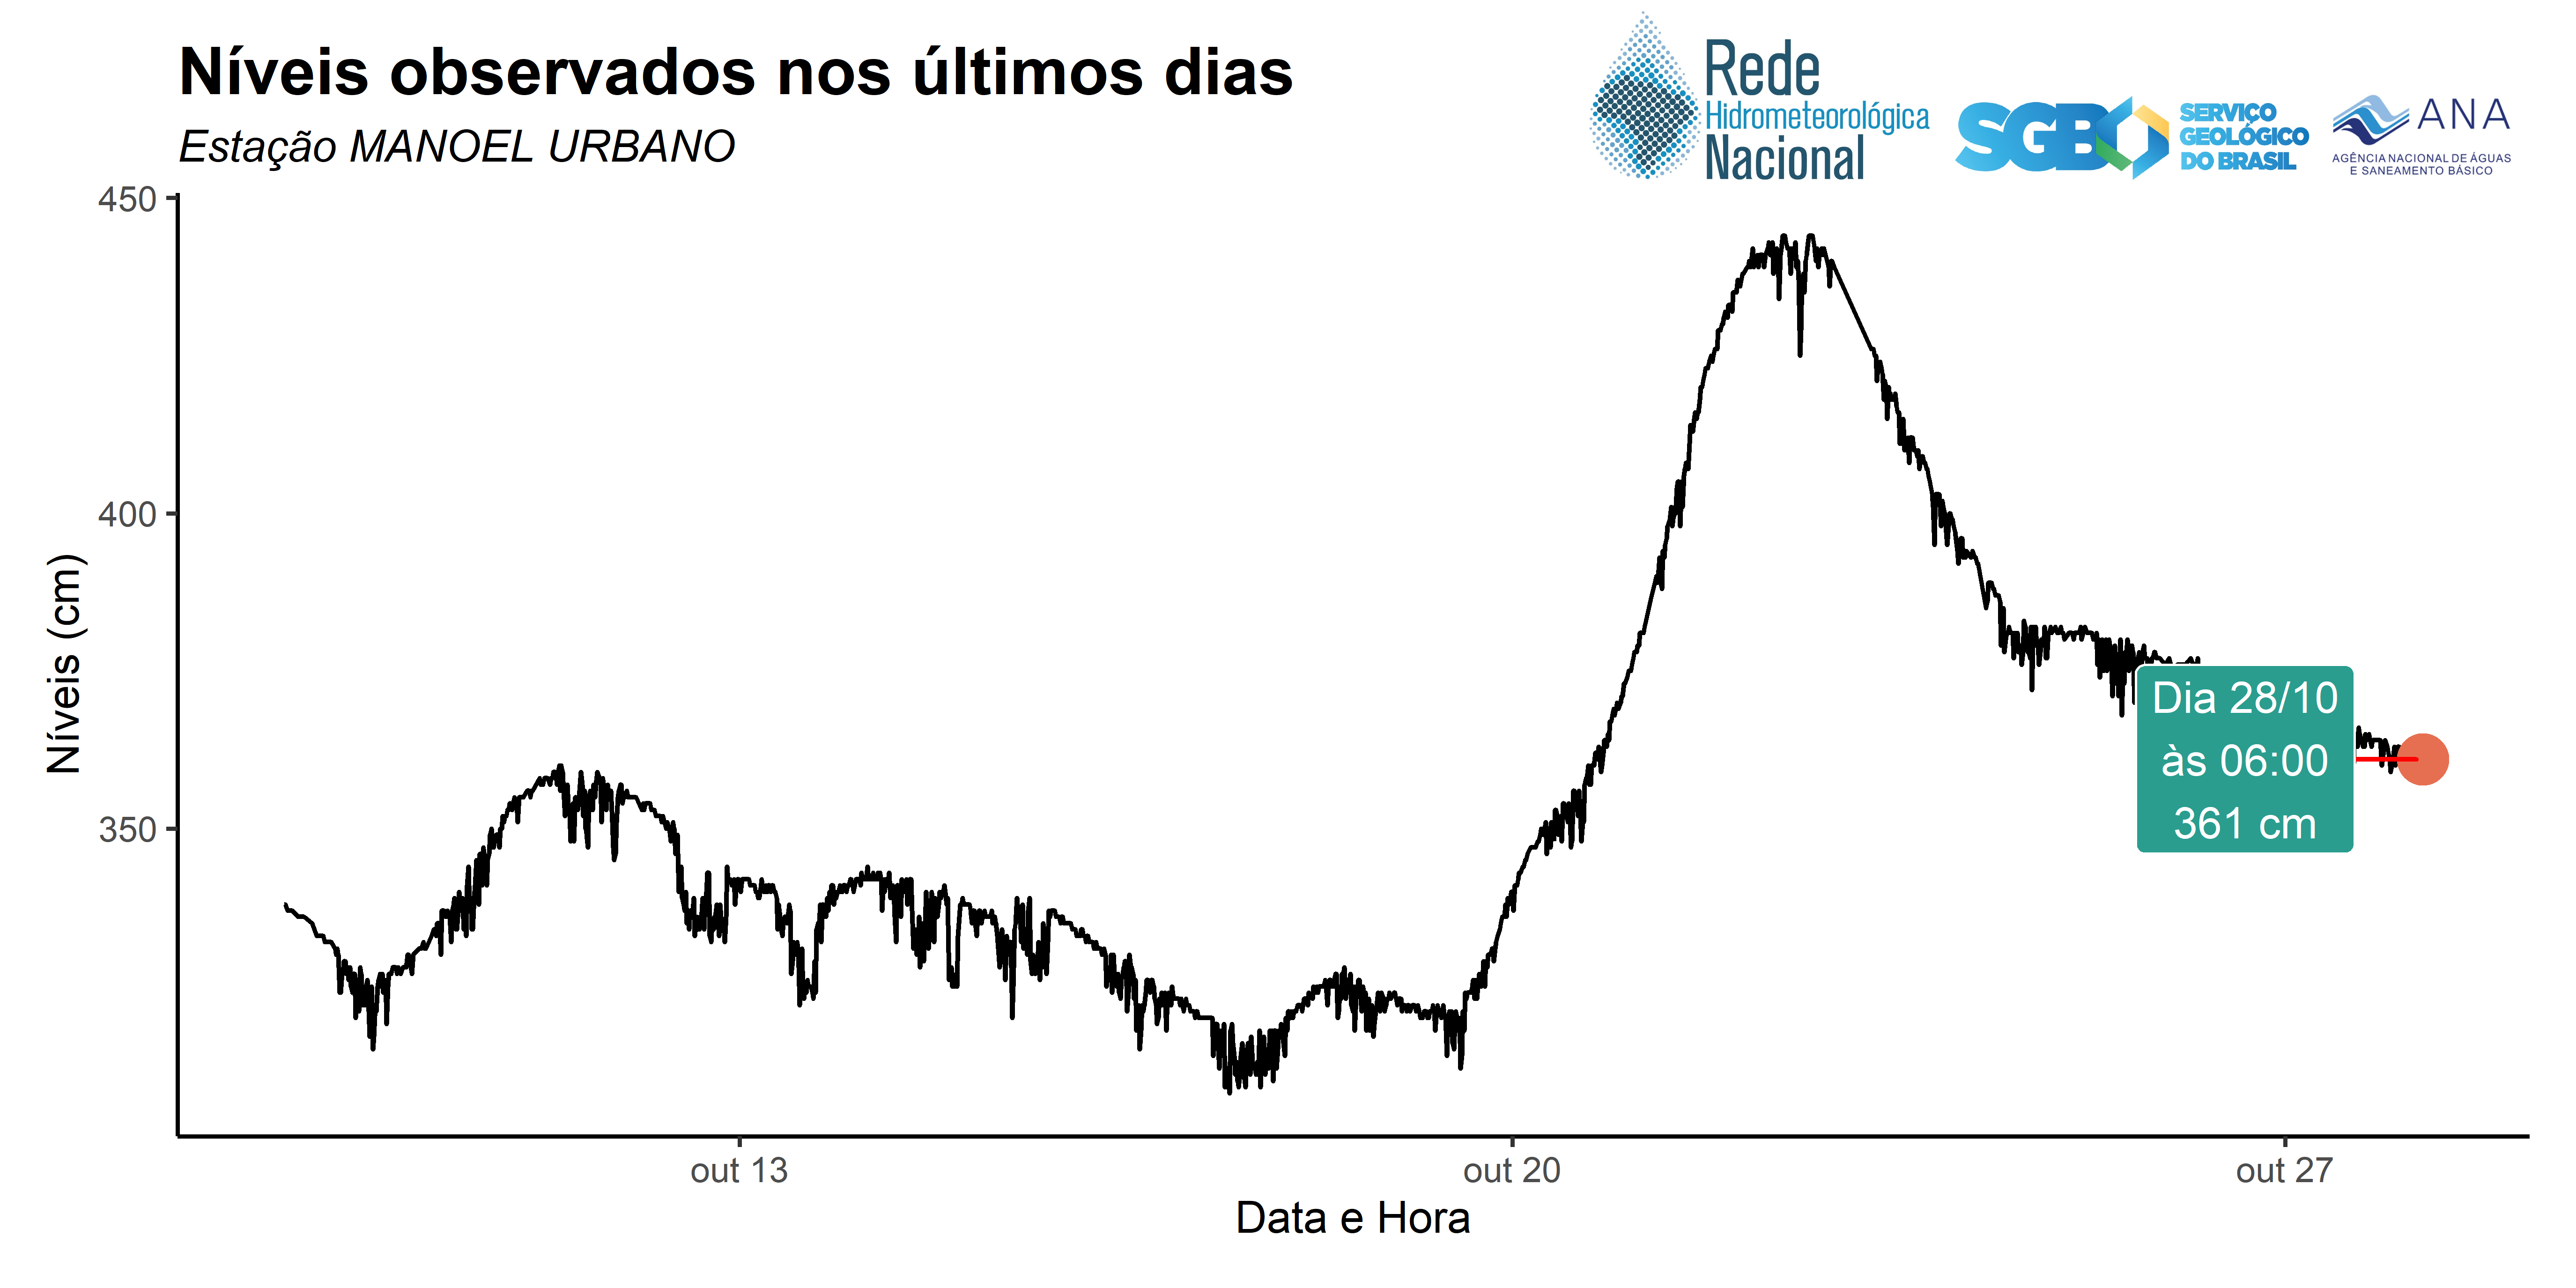 Níveis observados nos últimos dias
Estação MANOEL URBANO
Rede
Hidrometeorológica
Nacional
SGB
SERVIÇO
GEOLÓGICO
DO BRASIL
ANA
AGÊNCIA NACIONAL DE ÁGUAS
E SANEAMENTO BÁSICO
450
400
350
Níveis (cm)
Dia 28/10
às 06:00
361 cm
out 13
out 20
out 27
Data e Hora